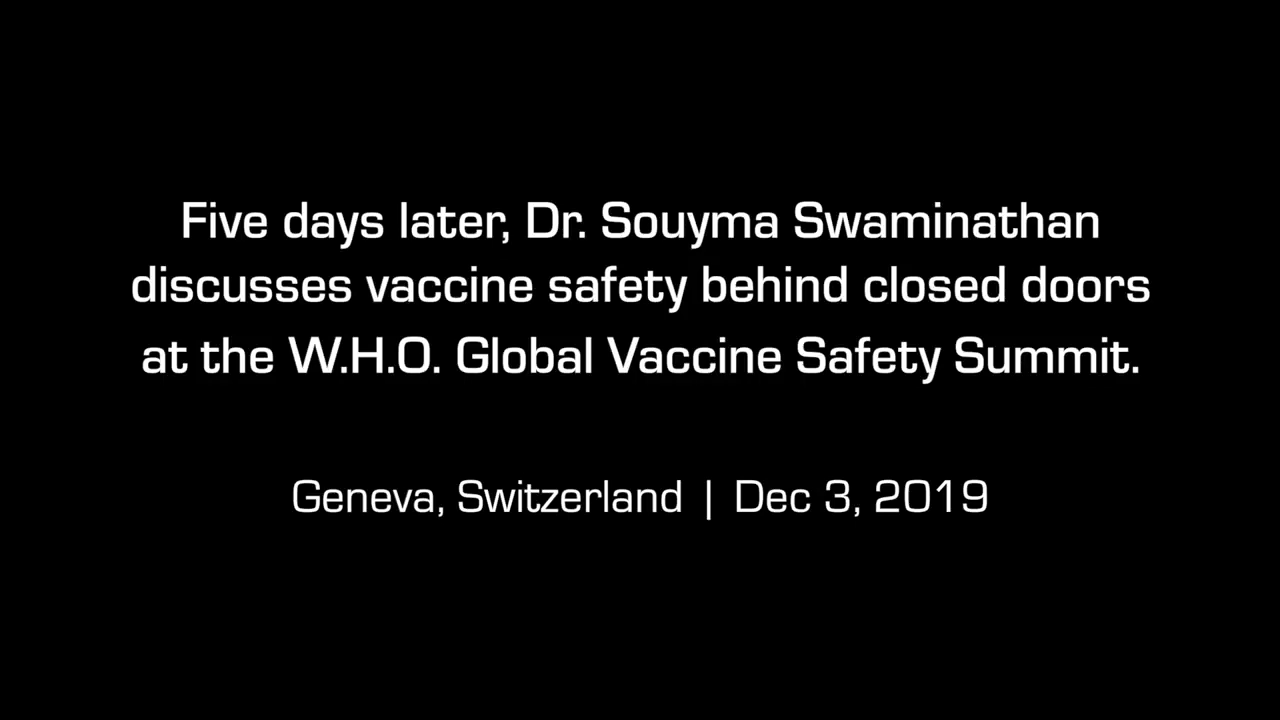 Five days later, Dr. Souyma Swaminathan
discusses vaccine safety behind closed doors
at the W.H.O. Global Vaccine Safety Summit.
Geneva, Switzerland | Dec 3, 2019